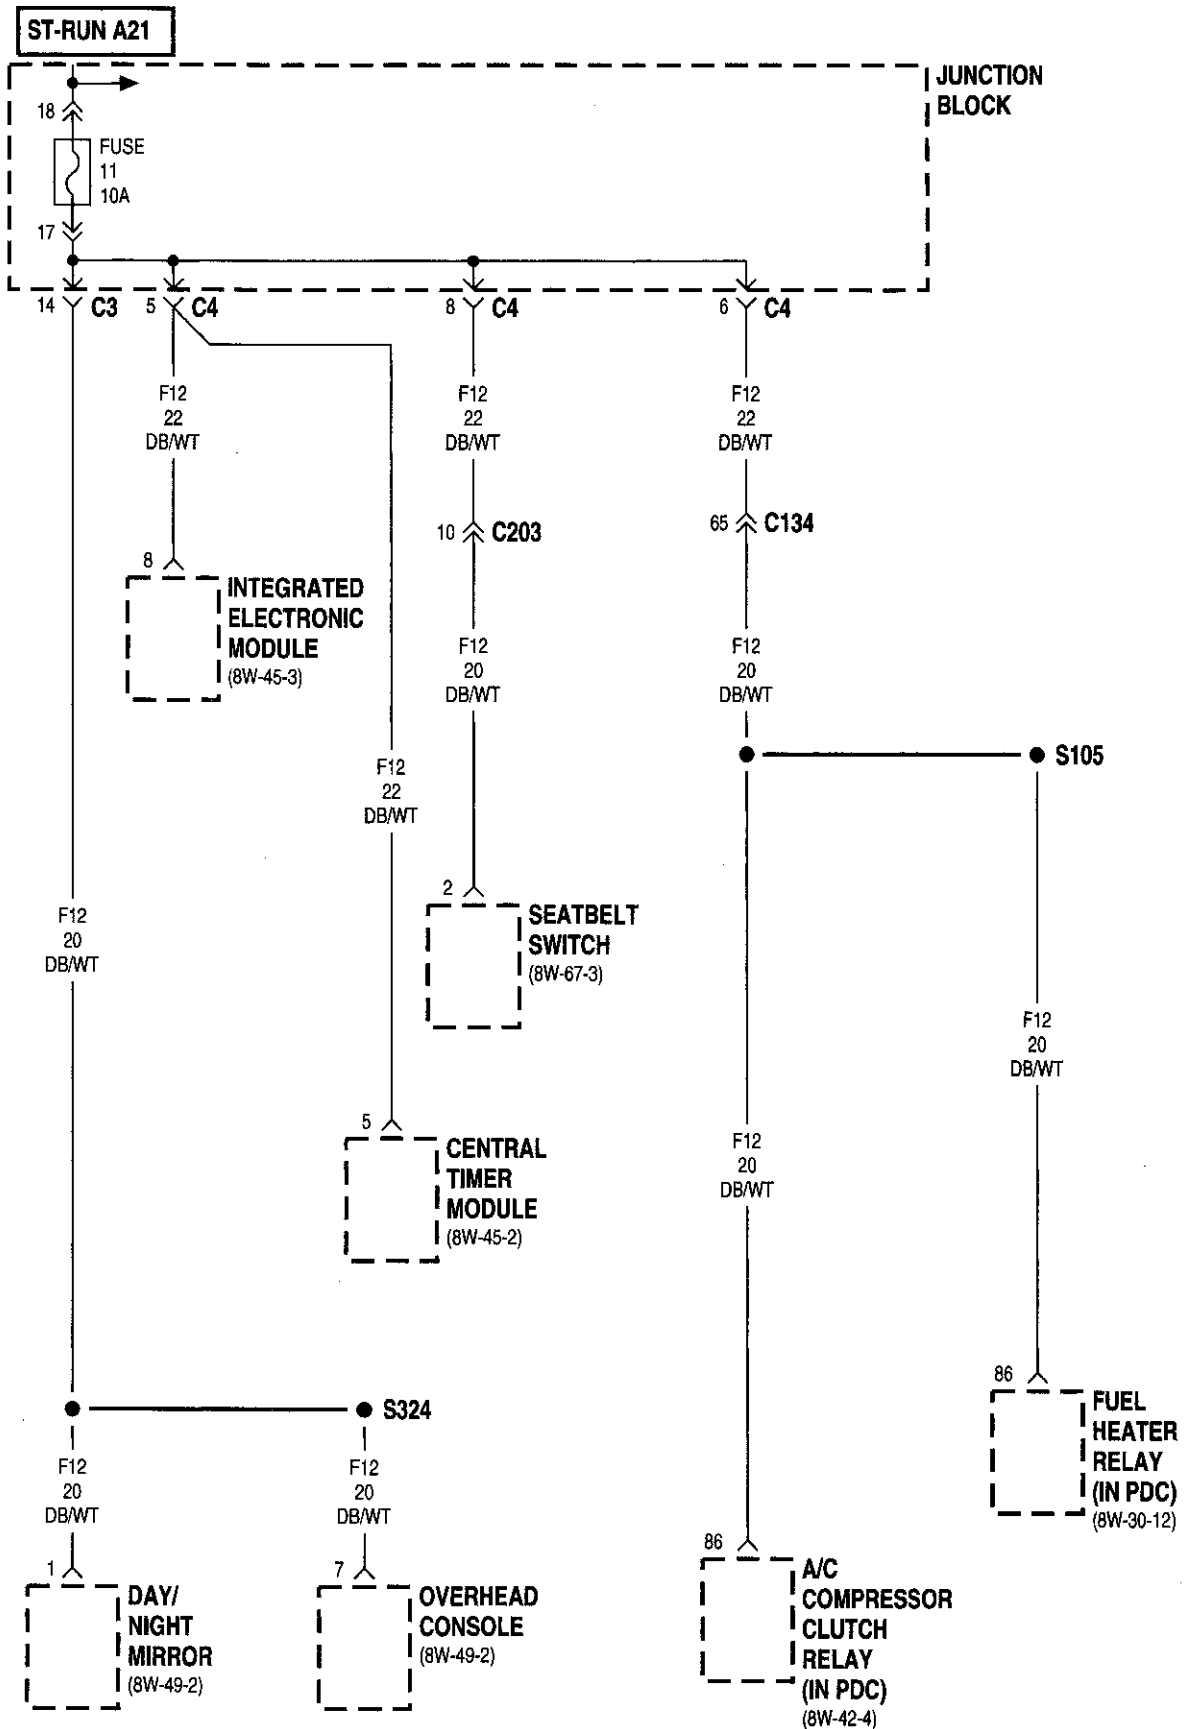 ST-RUN A21
JUNCTION
BLOCK
18
FUSE
11
10A
17
14 C3
5 C4
8 C4
6 C4
F12
22
DB/WT
F12
22
DB/WT
F12
22
DB/WT
10 C203
65 C134
8
INTEGRATED
ELECTRONIC
MODULE
(8W-45-3)
F12
20
DB/WT
F12
20
DB/WT
S105
F12
22
DB/WT
2
SEATBELT
SWITCH
(8W-67-3)
F12
20
DB/WT
F12
20
DB/WT
5
CENTRAL
TIMER
MODULE
(8W-45-2)
F12
20
DB/WT
86
FUEL
HEATER
RELAY
(IN PDC)
(8W-30-12)
S324
F12
20
DB/WT
F12
20
DB/WT
1
DAY/
NIGHT
MIRROR
(8W-49-2)
7
OVERHEAD
CONSOLE
(8W-49-2)
86
A/C
COMPRESSOR
CLUTCH
RELAY
(IN PDC)
(8W-42-4)